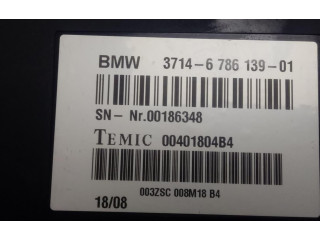 BMW 3714-6 786 139-01
SN- Nr.00186348
TEMIC 00401804B4
003ZSC 008M18 B4
18/08